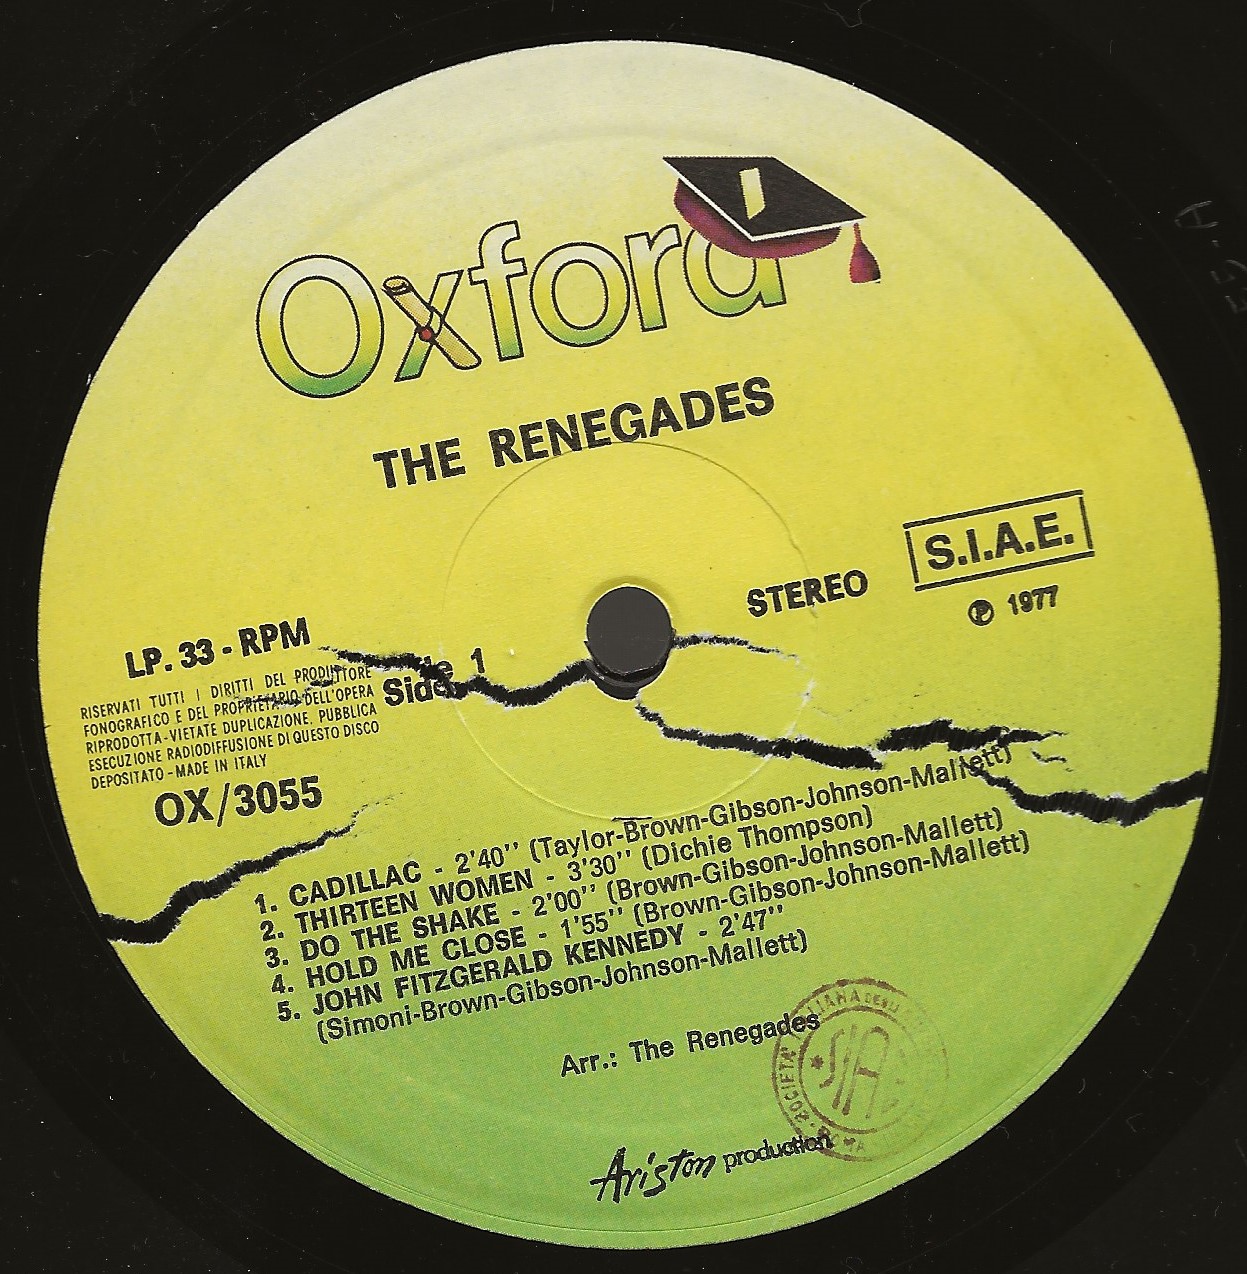 Oxford
THE RENEGADES
S.I.A.E.
STEREO
℗ 1977
LP. 33 - RPM
Side 1
RISERVATI TUTTI I DIRITTI DEL PRODUTTORE
FONOGRAFICO E DEL PROPRIETARIO DELL'OPERA
RIPRODOTTA-VIETATE DUPLICAZIONE, PUBBLICA
ESECUZIONE RADIODIFFUSIONE DI QUESTO DISCO
DEPOSITATO - MADE IN ITALY
OX/3055
1. CADILLAC - 2'40'' (Taylor-Brown-Gibson-Johnson-Mallett)
2. THIRTEEN WOMEN - 3'30'' (Dichie Thompson)
3. DO THE SHAKE - 2'00'' (Brown-Gibson-Johnson-Mallett)
4. HOLD ME CLOSE - 1'55'' (Brown-Gibson-Johnson-Mallett)
5. JOHN FITZGERALD KENNEDY - 2'47''
(Simoni-Brown-Gibson-Johnson-Mallett)
Arr.: The Renegades
SOCIETA'
SIAE
Ariston production